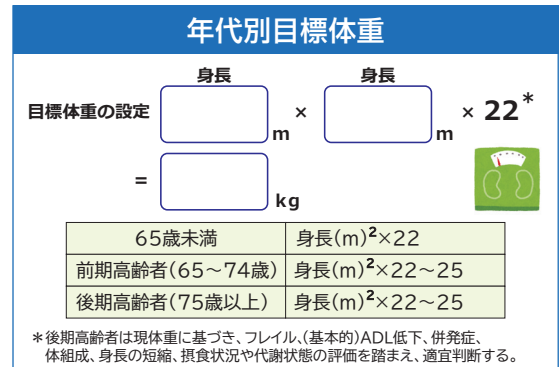 年代別目標体重
身長 身長
目標体重の設定 m × m × 22*
= kg
65歳未満 身長(m)²×22
前期高齢者(65～74歳) 身長(m)²×22～25
後期高齢者(75歳以上) 身長(m)²×22～25
*後期高齢者は現体重に基づき、フレイル、(基本的)ADL低下、併発症、
体組成、身長の短縮、摂食状況や代謝状態の評価を踏まえ、適宜判断する。